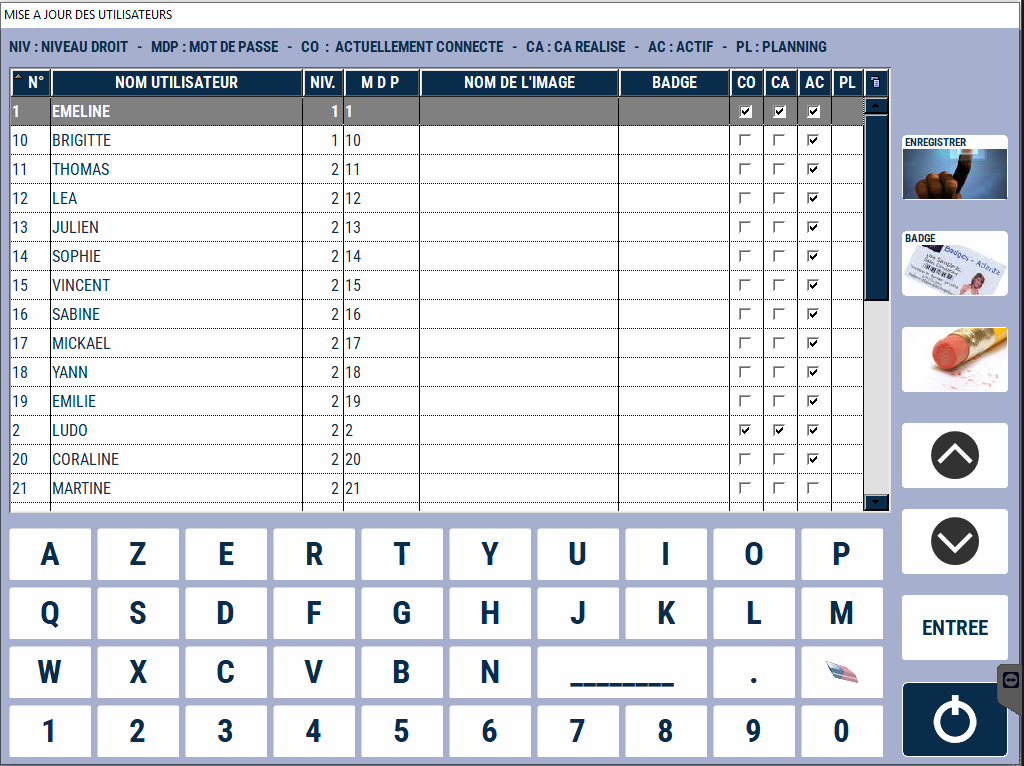 MISE A JOUR DES UTILISATEURS
NIV : NIVEAU DROIT - MDP : MOT DE PASSE - CO : ACTUELLEMENT CONNECTE - CA : CA REALISE - AC : ACTIF - PL : PLANNING
N° NOM UTILISATEUR NIV. M D P NOM DE L'IMAGE BADGE CO CA AC PL
1 EMELINE 1 1
10 BRIGITTE 1 10
11 THOMAS 2 11
12 LEA 2 12
13 JULIEN 2 13
14 SOPHIE 2 14
15 VINCENT 2 15
16 SABINE 2 16
17 MICKAEL 2 17
18 YANN 2 18
19 EMILIE 2 19
2 LUDO 2 2
20 CORALINE 2 20
21 MARTINE 2 21
ENREGISTRER
BADGE
Badges - Atlantis
A Z E R T Y U I O P
Q S D F G H J K L M
W X C V B N ________ .
1 2 3 4 5 6 7 8 9 0
ENTREE